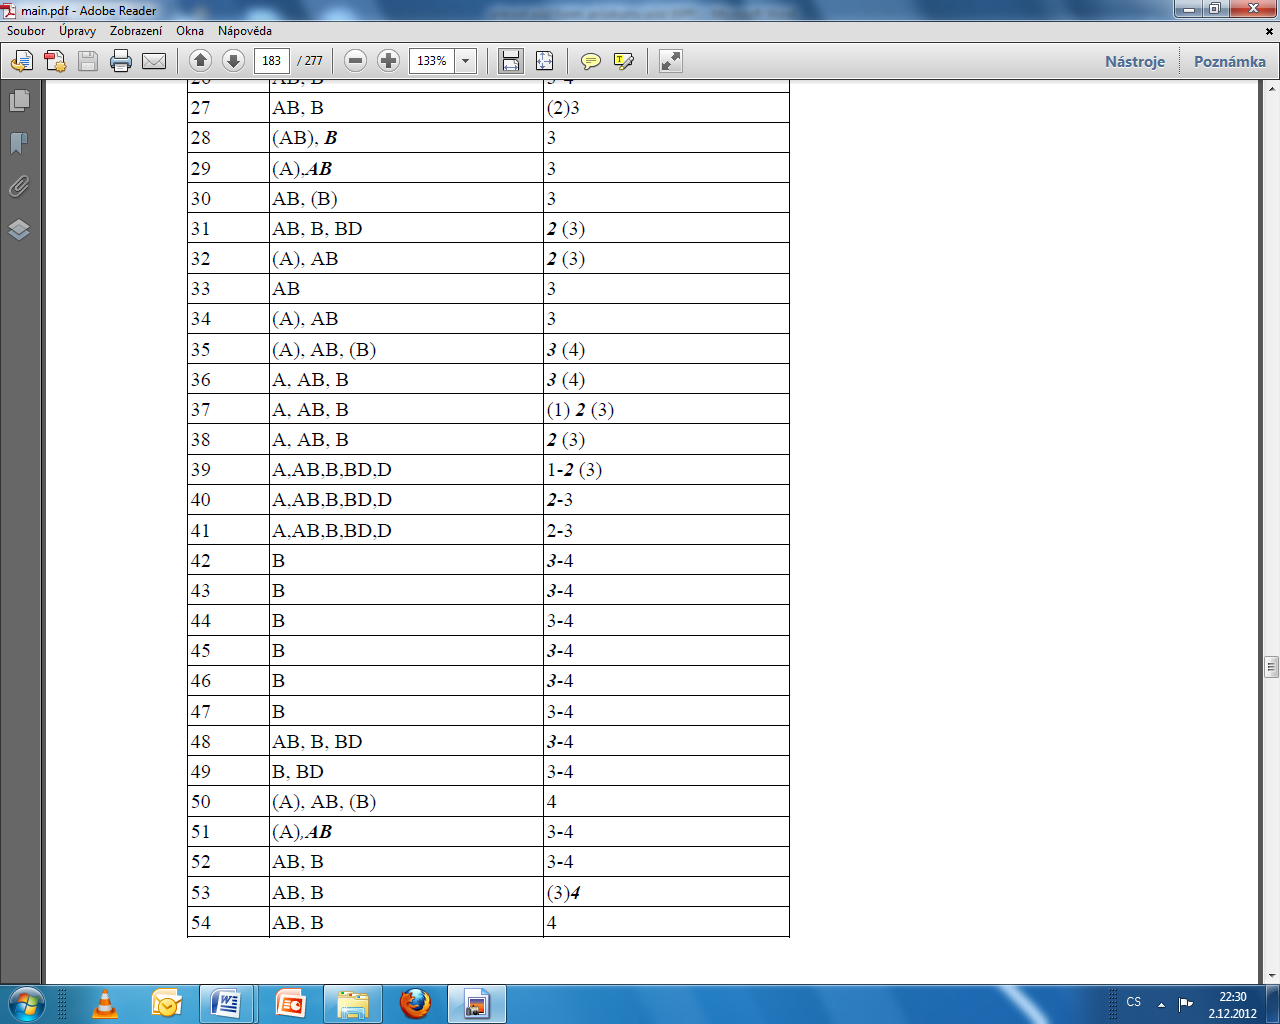 main.pdf - Adobe Reader
Soubor Úpravy Zobrazení Okna Nápověda
183 / 277 133% Nástroje Poznámka
27 AB, B (2)3
28 (AB), B 3
29 (A),AB 3
30 AB, (B) 3
31 AB, B, BD 2 (3)
32 (A), AB 2 (3)
33 AB 3
34 (A), AB 3
35 (A), AB, (B) 3 (4)
36 A, AB, B 3 (4)
37 A, AB, B (1) 2 (3)
38 A, AB, B 2 (3)
39 A,AB,B,BD,D 1-2 (3)
40 A,AB,B,BD,D 2-3
41 A,AB,B,BD,D 2-3
42 B 3-4
43 B 3-4
44 B 3-4
45 B 3-4
46 B 3-4
47 B 3-4
48 AB, B, BD 3-4
49 B, BD 3-4
50 (A), AB, (B) 4
51 (A),AB 3-4
52 AB, B 3-4
53 AB, B (3)4
54 AB, B 4
CS 22:30
2.12.2012